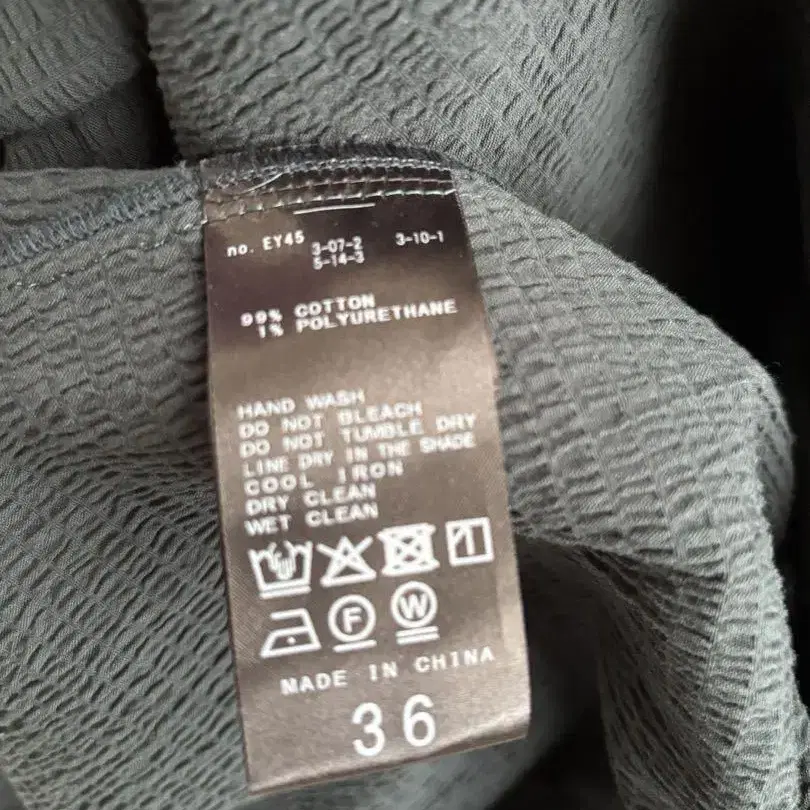 no. EY45 3-07-2 3-10-1
5-14-3
99% COTTON
1% POLYURETHANE
HAND WASH
DO NOT BLEACH
DO NOT TUMBLE DRY
LINE DRY IN THE SHADE
COOL IRON
DRY CLEAN
WET CLEAN
F W
MADE IN CHINA
36